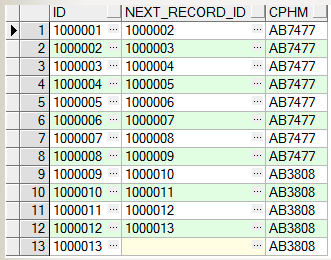 ID NEXT_RECORD_ID CPHM
1 1000001 ... 1000002 ... AB7477
2 1000002 ... 1000003 ... AB7477
3 1000003 ... 1000004 ... AB7477
4 1000004 ... 1000005 ... AB7477
5 1000005 ... 1000006 ... AB7477
6 1000006 ... 1000007 ... AB7477
7 1000007 ... 1000008 ... AB7477
8 1000008 ... 1000009 ... AB7477
9 1000009 ... 1000010 ... AB3808
10 1000010 ... 1000011 ... AB3808
11 1000011 ... 1000012 ... AB3808
12 1000012 ... 1000013 ... AB3808
13 1000013 ... ... AB3808